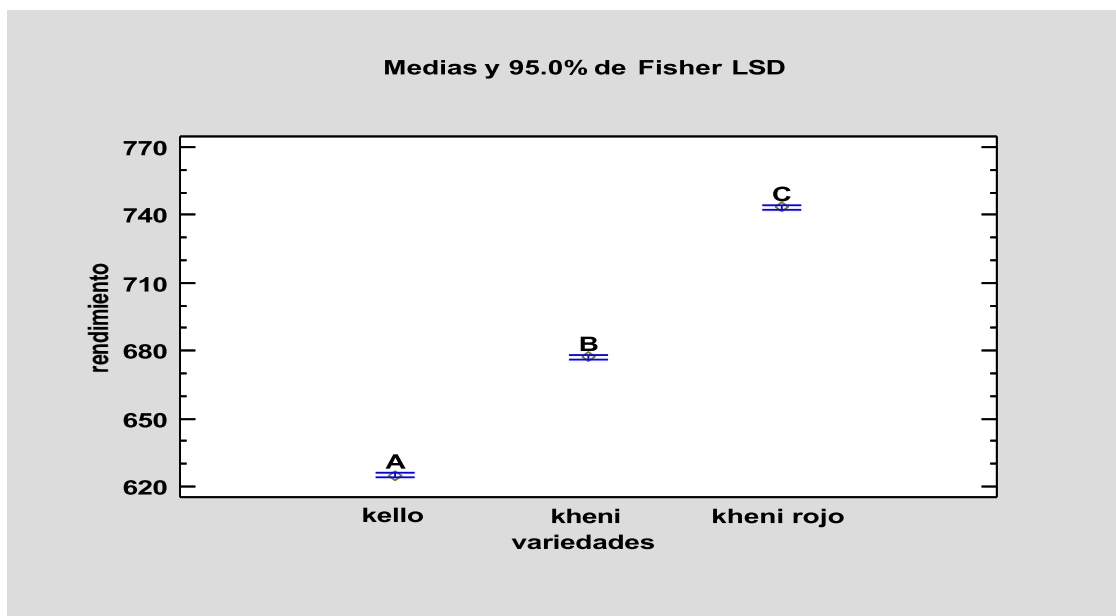 Medias y 95.0% de Fisher LSD
770
740
710
680
650
620
rendimiento
A
B
C
kello
kheni
kheni rojo
variedades